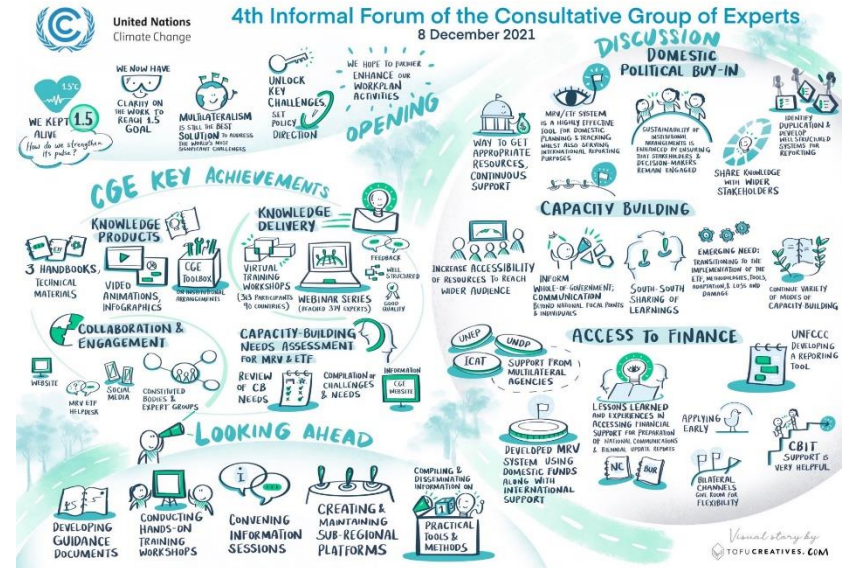 United Nations
Climate Change
4th Informal Forum of the Consultative Group of Experts
8 December 2021
OPENING
1.5°C
WE KEPT 1.5
ALIVE
How do we strengthen
its pulse?
WE NOW HAVE
CLARITY ON
THE WORK TO
REACH 1.5
GOAL
MULTILATERALISM
IS STILL THE BEST
SOLUTION TO ADDRESS
THE WORLD'S MOST
SIGNIFICANT CHALLENGES
UNLOCK
KEY
CHALLENGES,
SET
POLICY
DIRECTION
WE HOPE TO FURTHER
ENHANCE OUR
WORKPLAN
ACTIVITIES
CGE KEY ACHIEVEMENTS
KNOWLEDGE
PRODUCTS
3 HANDBOOKS,
TECHNICAL
MATERIALS
VIDEO
ANIMATIONS,
INFOGRAPHICS
CGE
TOOLBOX
ON INSTITUTIONAL
ARRANGEMENTS
KNOWLEDGE
DELIVERY
VIRTUAL
TRAINING
WORKSHOPS
(313 PARTICIPANTS
90 COUNTRIES)
WEBINAR SERIES
(REACHED 374 EXPERTS)
FEEDBACK
WELL
STRUCTURED
GOOD
QUALITY
COLLABORATION &
ENGAGEMENT
WEBSITE
MRV ETF
HELPDESK
SOCIAL
MEDIA
CONSTITUTED
BODIES &
EXPERT GROUPS
CAPACITY-BUILDING
NEEDS ASSESSMENT
FOR MRV & ETF
REVIEW
OF CB
NEEDS
COMPILATION OF
CHALLENGES
& NEEDS
INFORMATION
CGE
WEBSITE
LOOKING AHEAD
DEVELOPING
GUIDANCE
DOCUMENTS
CONDUCTING
HANDS-ON
TRAINING
WORKSHOPS
CONVENING
INFORMATION
SESSIONS
CREATING &
MAINTAINING
SUB-REGIONAL
PLATFORMS
COMPILING &
DISSEMINATING
INFORMATION ON
PRACTICAL
TOOLS &
METHODS
DISCUSSION
DOMESTIC
POLITICAL BUY-IN
WAY TO GET
APPROPRIATE
RESOURCES,
CONTINUOUS
SUPPORT
MRV/ETF SYSTEM
IS A HIGHLY EFFECTIVE
TOOL FOR DOMESTIC
PLANNING & TRACKING
WHILST ALSO SERVING
INTERNATIONAL REPORTING
PURPOSES
SUSTAINABILITY OF
INSTITUTIONAL
ARRANGEMENTS IS
ENHANCED BY ENSURING
THAT STAKEHOLDERS &
DECISION-MAKERS
REMAIN ENGAGED
SHARE KNOWLEDGE
WITH WIDER
STAKEHOLDERS
IDENTIFY
DUPLICATION &
DEVELOP
WELL STRUCTURED
SYSTEMS FOR
REPORTING
CAPACITY BUILDING
INCREASE ACCESSIBILITY
OF RESOURCES TO REACH
WIDER AUDIENCE
INFORM
WHOLE-OF-GOVERNMENT;
COMMUNICATION
BEYOND NATIONAL FOCAL POINTS
& INDIVIDUALS
SOUTH-SOUTH
SHARING OF
LEARNINGS
EMERGING NEED:
TRANSITIONING TO THE
IMPLEMENTATION OF THE
ETF, METHODOLOGIES, TOOLS,
ADAPTATION, & LOSS AND
DAMAGE
CONTINUE VARIETY
OF MODES OF
CAPACITY BUILDING
ACCESS TO FINANCE
UNEP
UNDP
ICAT
SUPPORT FROM
MULTILATERAL
AGENCIES
DEVELOPED MRV
SYSTEM USING
DOMESTIC FUNDS
ALONG WITH
INTERNATIONAL
SUPPORT
LESSONS LEARNED
AND EXPERIENCES IN
ACCESSING FINANCIAL
SUPPORT FOR PREPARATION
OF NATIONAL COMMUNICATIONS
& BIENNIAL UPDATE REPORTS
NC
BUR
APPLYING
EARLY
BILATERAL
CHANNELS
GIVE ROOM FOR
FLEXIBILITY
UNFCCC
DEVELOPING
A REPORTING
TOOL
CBIT
SUPPORT IS
VERY HELPFUL
Visual story by
TOFUCREATIVES.COM